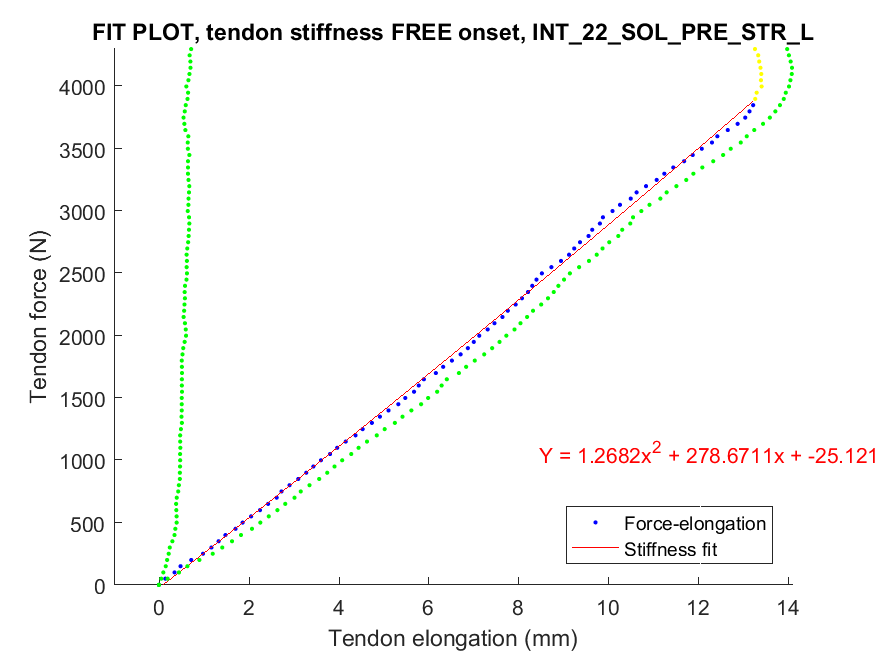 FIT PLOT, tendon stiffness FREE onset, INT_22_SOL_PRE_STR_L
Tendon force (N)
4000
3500
3000
2500
2000
1500
1000
500
0
Y = 1.2682x² + 278.6711x + -25.121
Force-elongation
Stiffness fit
0 2 4 6 8 10 12 14
Tendon elongation (mm)